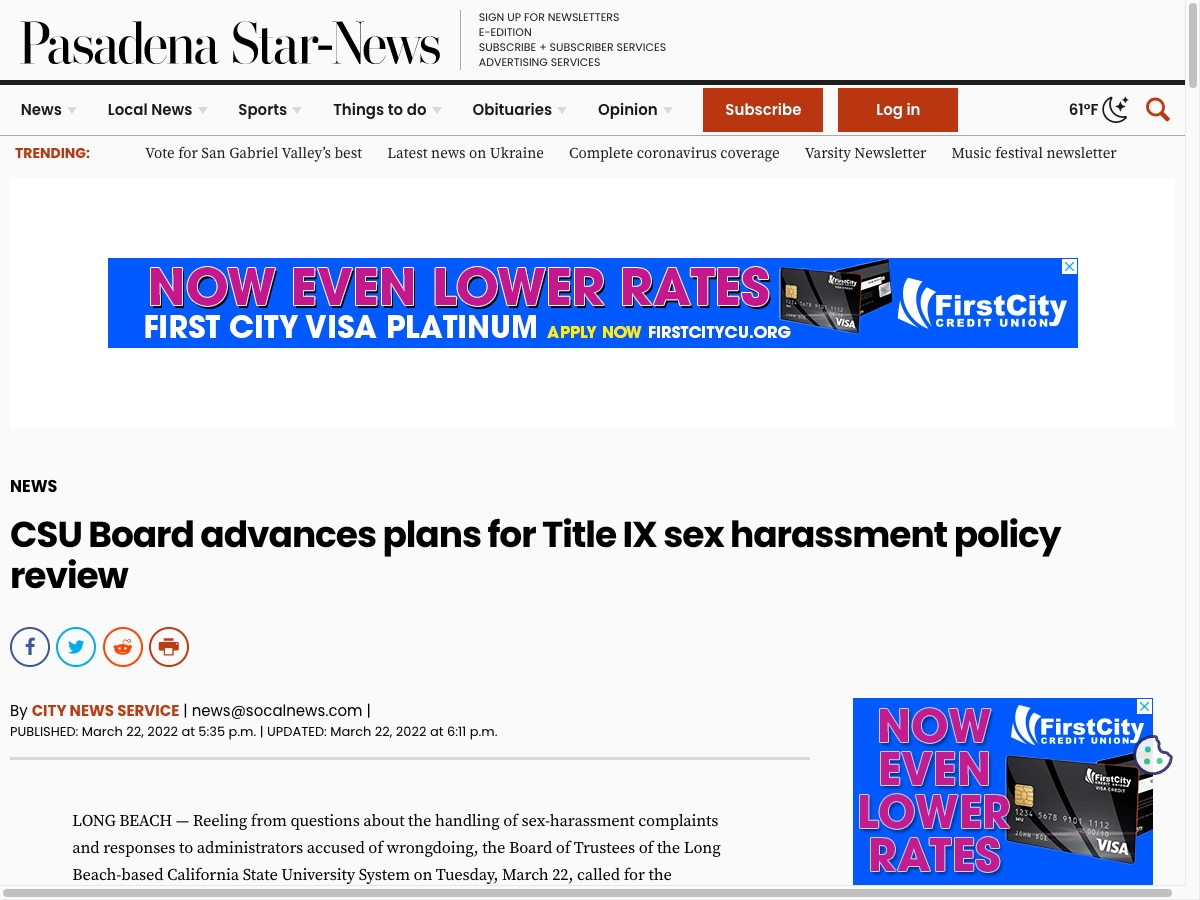 Pasadena Star-News
SIGN UP FOR NEWSLETTERS
E-EDITION
SUBSCRIBE + SUBSCRIBER SERVICES
ADVERTISING SERVICES
News Local News Sports Things to do Obituaries Opinion Subscribe Log in 61°F
TRENDING: Vote for San Gabriel Valley’s best Latest news on Ukraine Complete coronavirus coverage Varsity Newsletter Music festival newsletter
NOW EVEN LOWER RATES
FIRST CITY VISA PLATINUM APPLY NOW FIRSTCITYCU.ORG
FirstCity
CREDIT UNION
VISA
NEWS
CSU Board advances plans for Title IX sex harassment policy
review
By CITY NEWS SERVICE | news@socalnews.com |
PUBLISHED: March 22, 2022 at 5:35 p.m. | UPDATED: March 22, 2022 at 6:11 p.m.
LONG BEACH — Reeling from questions about the handling of sex-harassment complaints
and responses to administrators accused of wrongdoing, the Board of Trustees of the Long
Beach-based California State University System on Tuesday, March 22, called for the
NOW
EVEN
LOWER
RATES
FirstCity
CREDIT UNION
FirstCity
VISA CREDIT
1234 5678 9101 1112
JOHN DOE
VISA